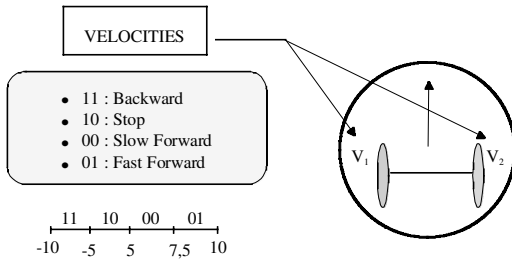 VELOCITIES
• 11 : Backward
• 10 : Stop
• 00 : Slow Forward
• 01 : Fast Forward
V1 V2
11 10 00 01
-10 -5 5 7,5 10